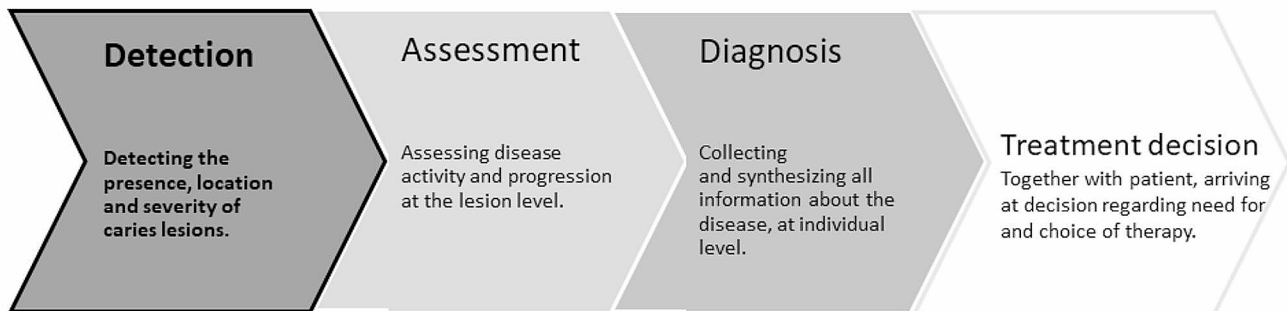 Detection
Detecting the
presence, location
and severity of
caries lesions.
Assessment
Assessing disease
activity and progression
at the lesion level.
Diagnosis
Collecting
and synthesizing all
information about the
disease, at individual
level.
Treatment decision
Together with patient, arriving
at decision regarding need for
and choice of therapy.